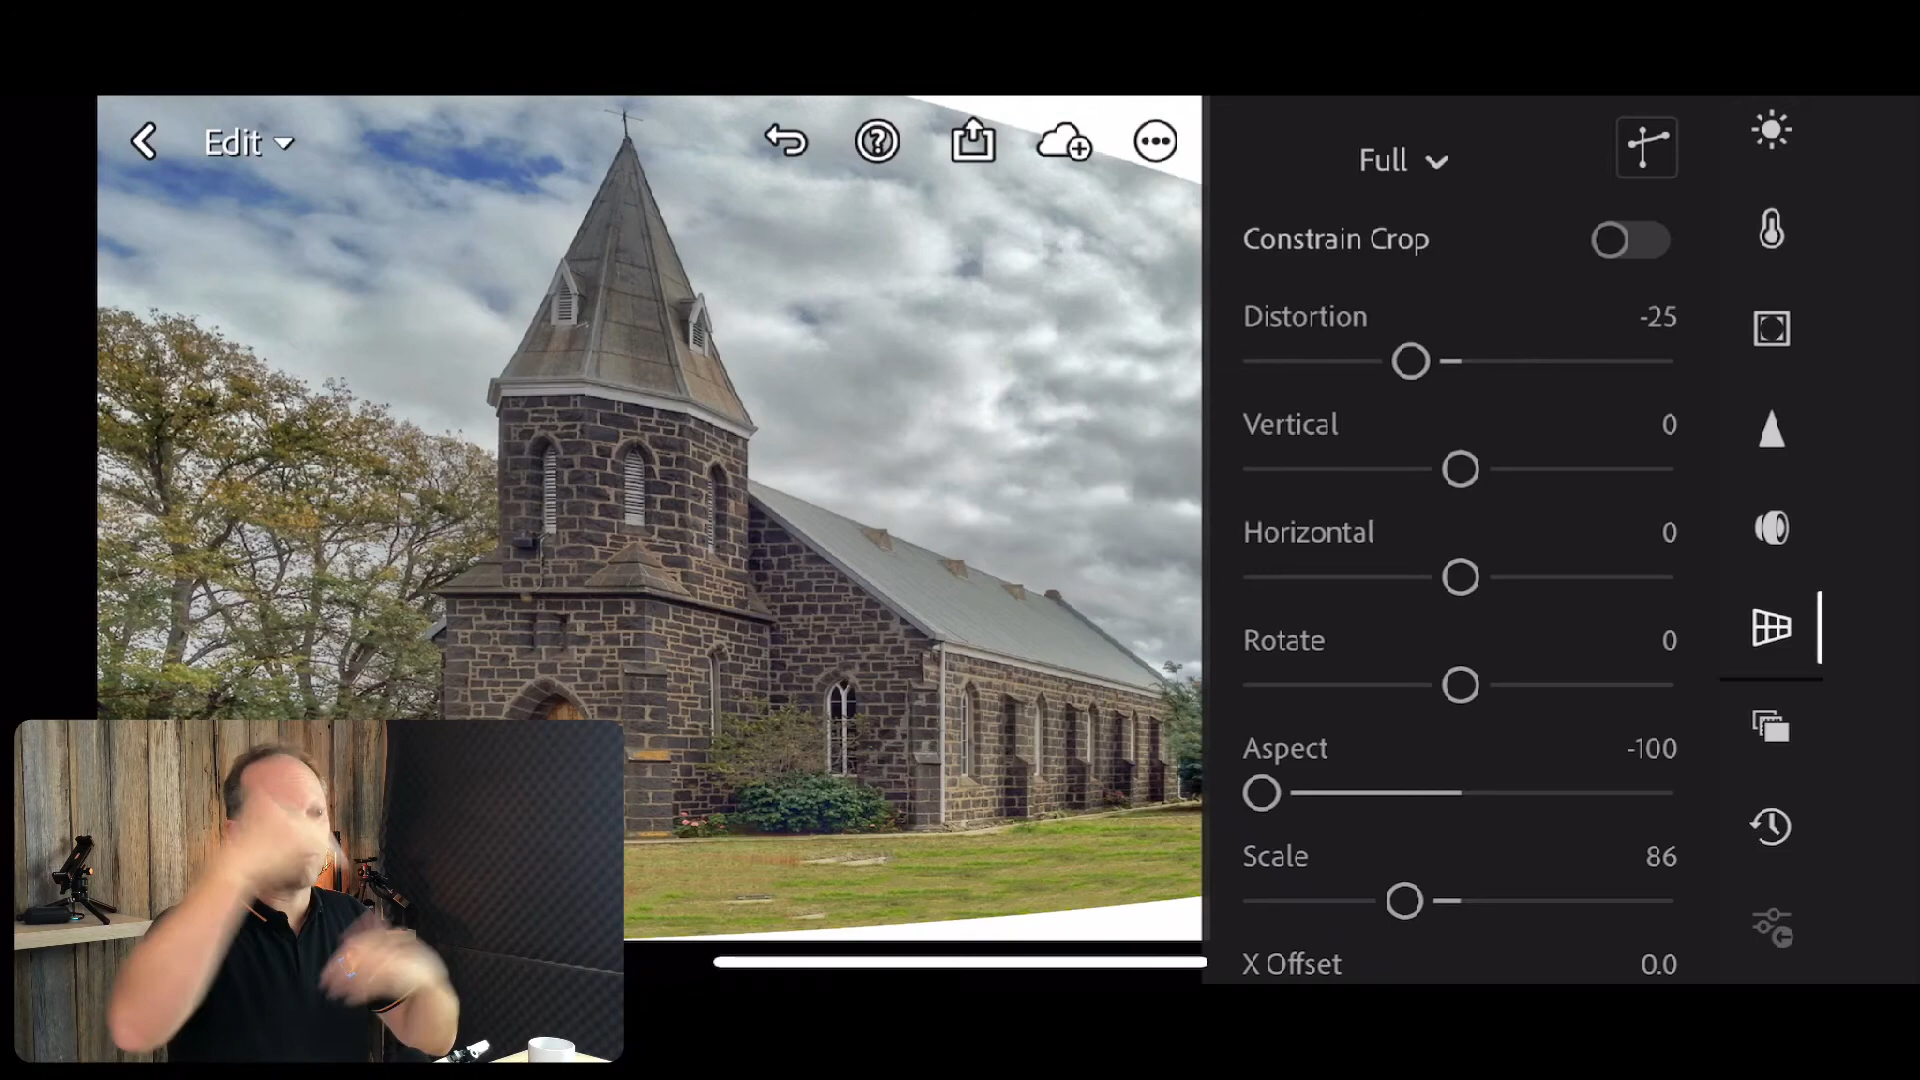 Edit
Full
Constrain Crop
Distortion -25
Vertical 0
Horizontal 0
Rotate 0
Aspect -100
Scale 86
X Offset 0.0